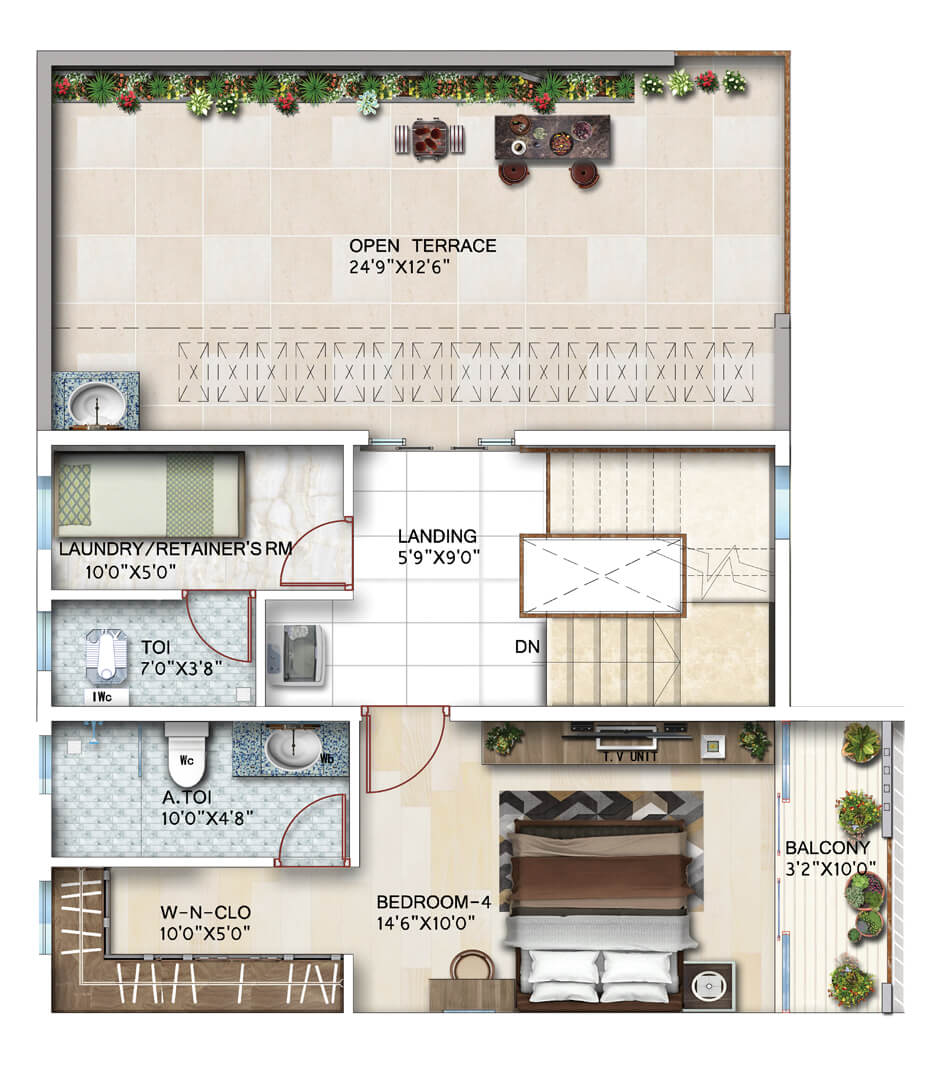 OPEN TERRACE
24'9"X12'6"
LANDING
5'9"X9'0"
LAUNDRY/RETAINER'S RM
10'0"X5'0"
TOI
7'0"X3'8"
DN
IWc
Wc
Wb
T.V UNIT
A.TOI
10'0"X4'8"
BALCONY
3'2"X10'0"
BEDROOM-4
14'6"X10'0"
W-N-CLO
10'0"X5'0"